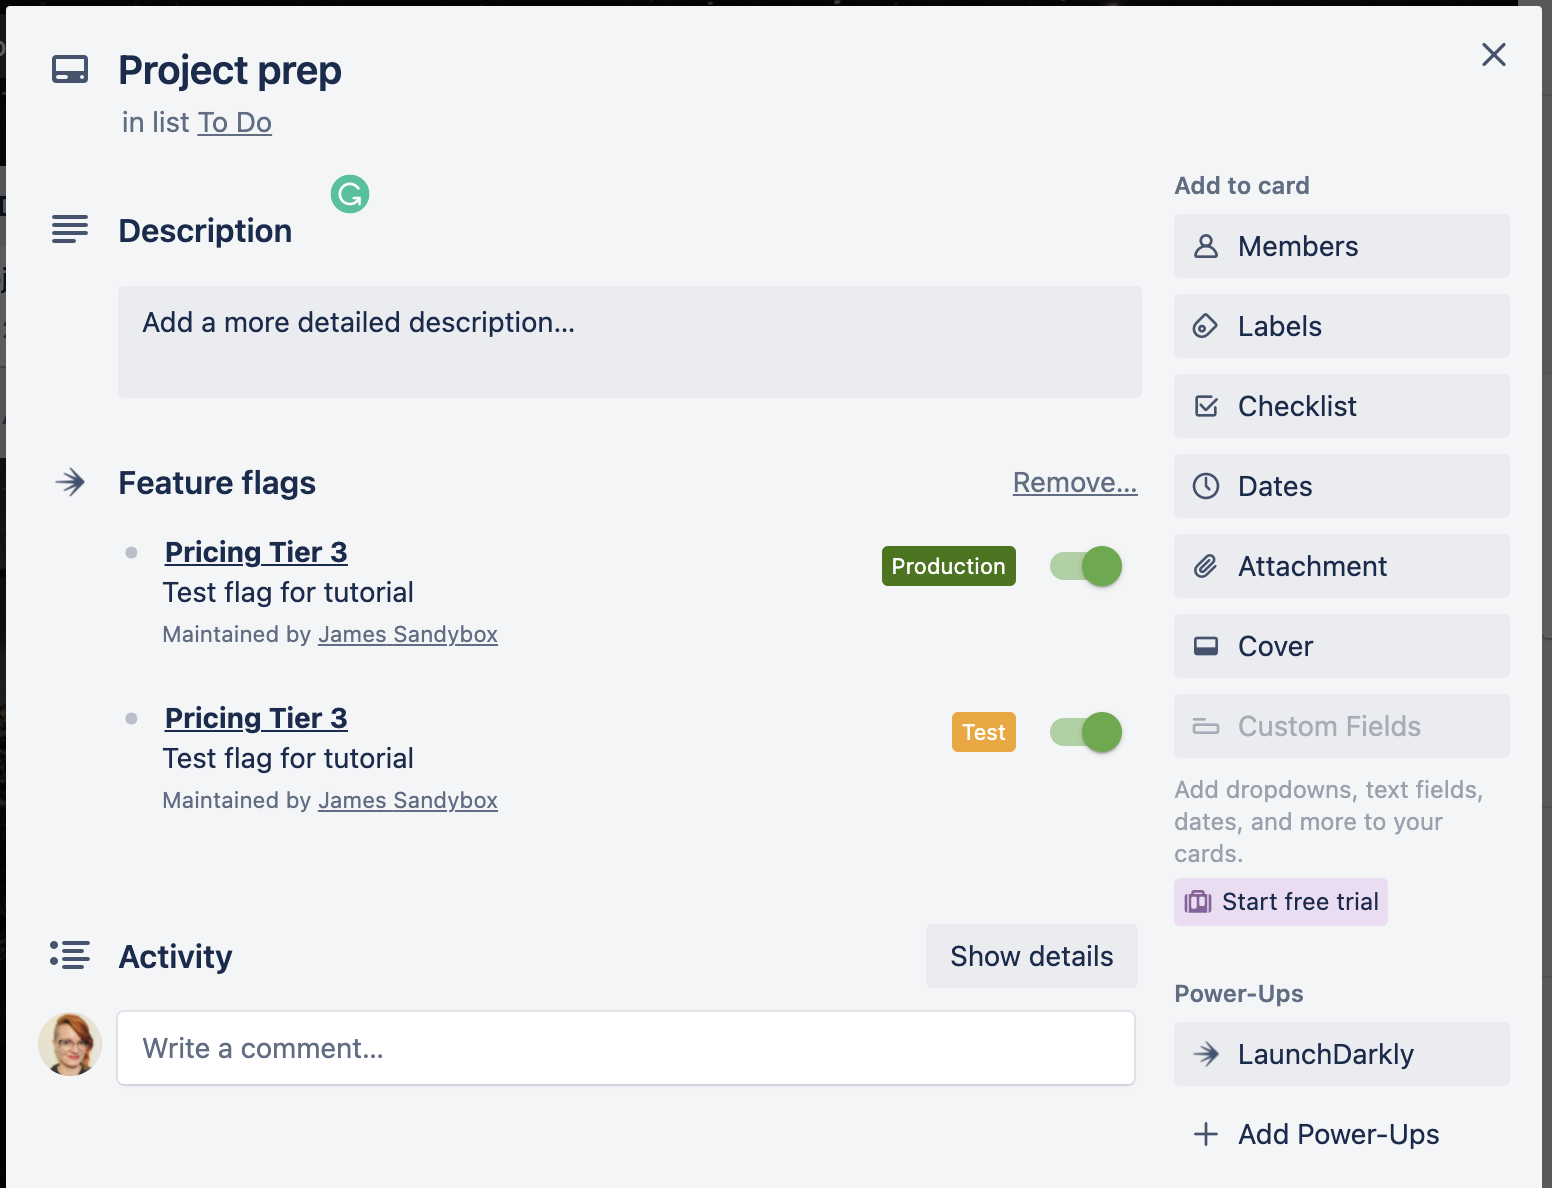 Project prep
in list To Do
Description
Add a more detailed description...
Feature flags
Remove...
Pricing Tier 3
Production
Test flag for tutorial
Maintained by James Sandybox
Pricing Tier 3
Test
Test flag for tutorial
Maintained by James Sandybox
Activity
Show details
Write a comment...
Add to card
Members
Labels
Checklist
Dates
Attachment
Cover
Custom Fields
Add dropdowns, text fields,
dates, and more to your
cards.
Start free trial
Power-Ups
LaunchDarkly
Add Power-Ups